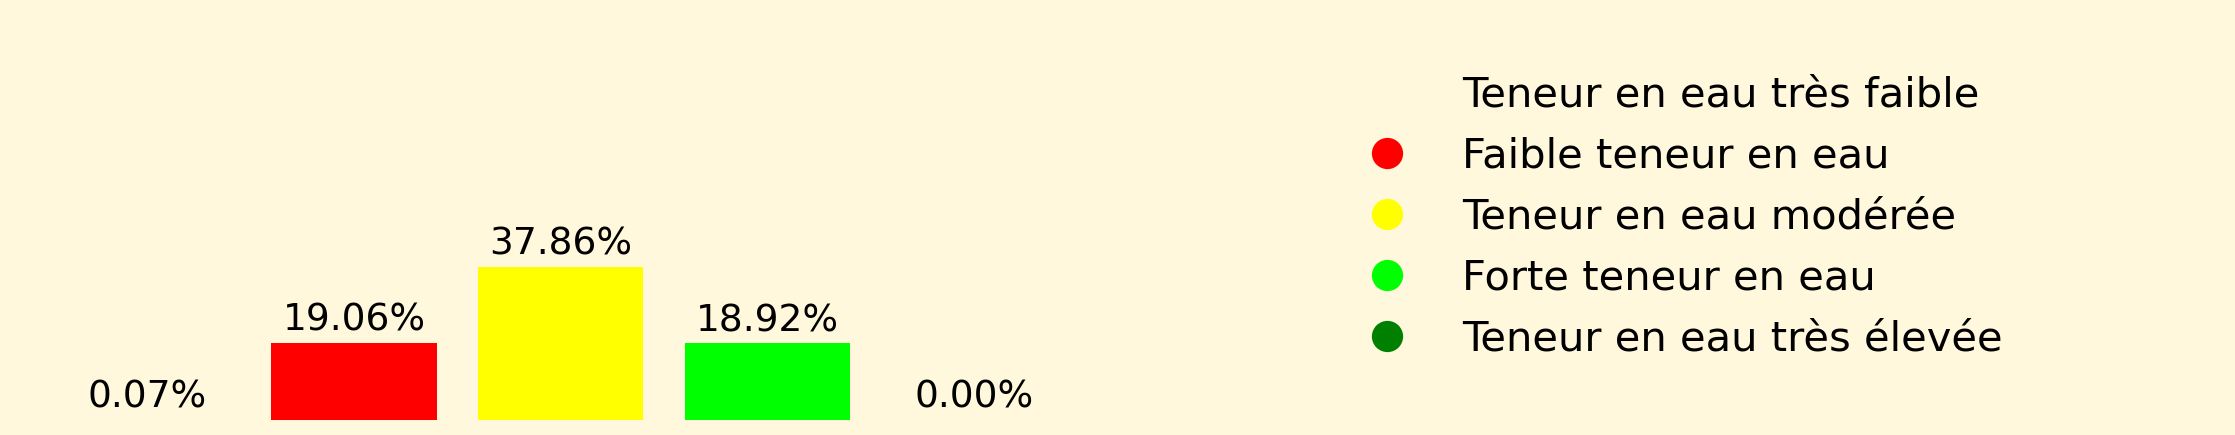 37.86%
19.06%
18.92%
0.07%
0.00%
Teneur en eau très faible
Faible teneur en eau
Teneur en eau modérée
Forte teneur en eau
Teneur en eau très élevée